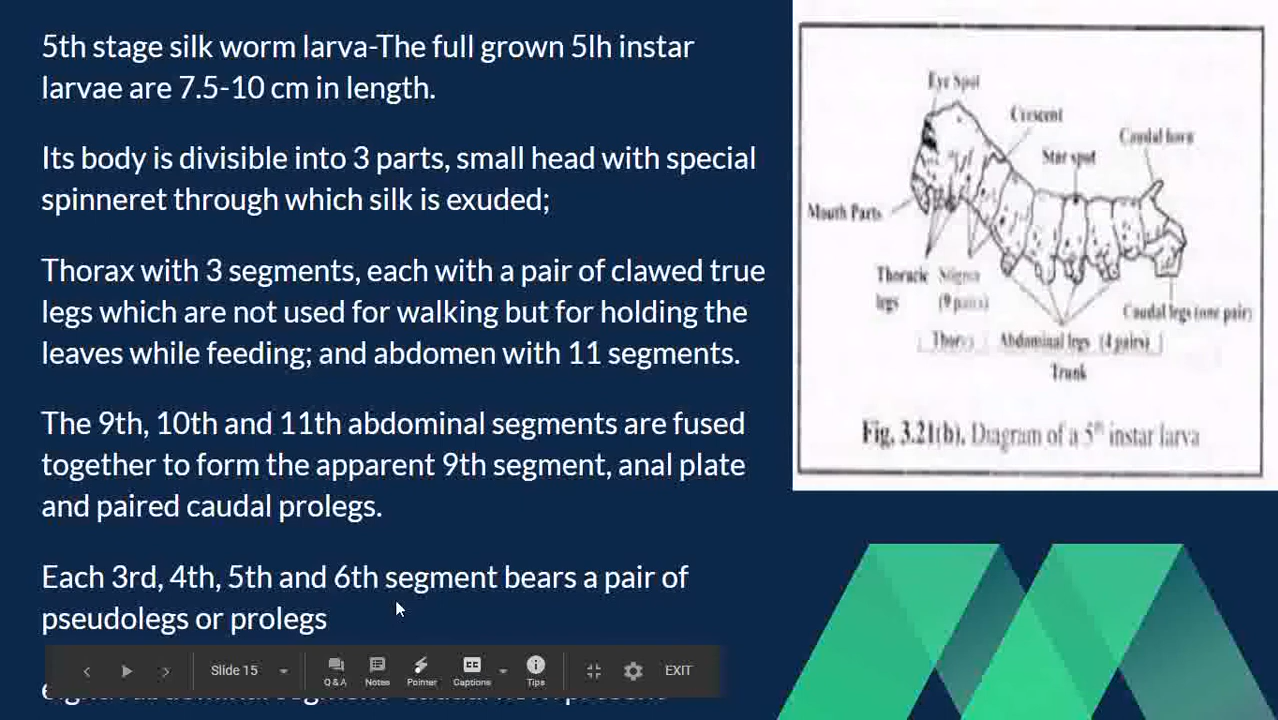 5th stage silk worm larva-The full grown 5lh instar
larvae are 7.5-10 cm in length.
Its body is divisible into 3 parts, small head with special
spinneret through which silk is exuded;
Thorax with 3 segments, each with a pair of clawed true
legs which are not used for walking but for holding the
leaves while feeding; and abdomen with 11 segments.
The 9th, 10th and 11th abdominal segments are fused
together to form the apparent 9th segment, anal plate
and paired caudal prolegs.
Each 3rd, 4th, 5th and 6th segment bears a pair of
pseudolegs or prolegs
Slide 15
Q & A
Notes
Pointer
Captions
Tips
EXIT
Eye Spot
Crescent
Star spot
Caudal horn
Mouth Parts
Thoracic
legs
Stigma
(9 pairs)
Caudal legs (one pair)
Thorax
Abdominal legs (4 pairs)
Trunk
Fig. 3.21(b). Diagram of a 5th instar larva